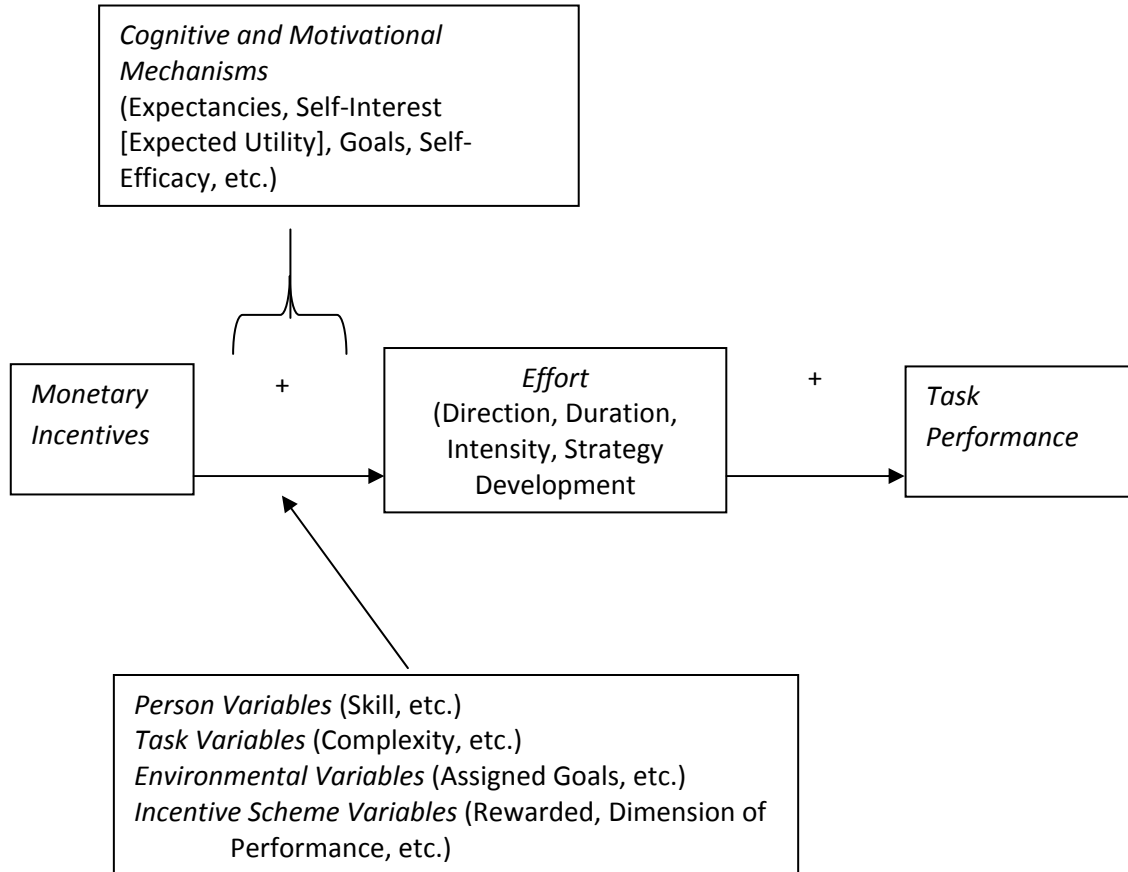 Cognitive and Motivational
Mechanisms
(Expectancies, Self-Interest
[Expected Utility], Goals, Self-
Efficacy, etc.)
Monetary
Incentives
+
Effort
(Direction, Duration,
Intensity, Strategy
Development
+
Task
Performance
Person Variables (Skill, etc.)
Task Variables (Complexity, etc.)
Environmental Variables (Assigned Goals, etc.)
Incentive Scheme Variables (Rewarded, Dimension of
Performance, etc.)